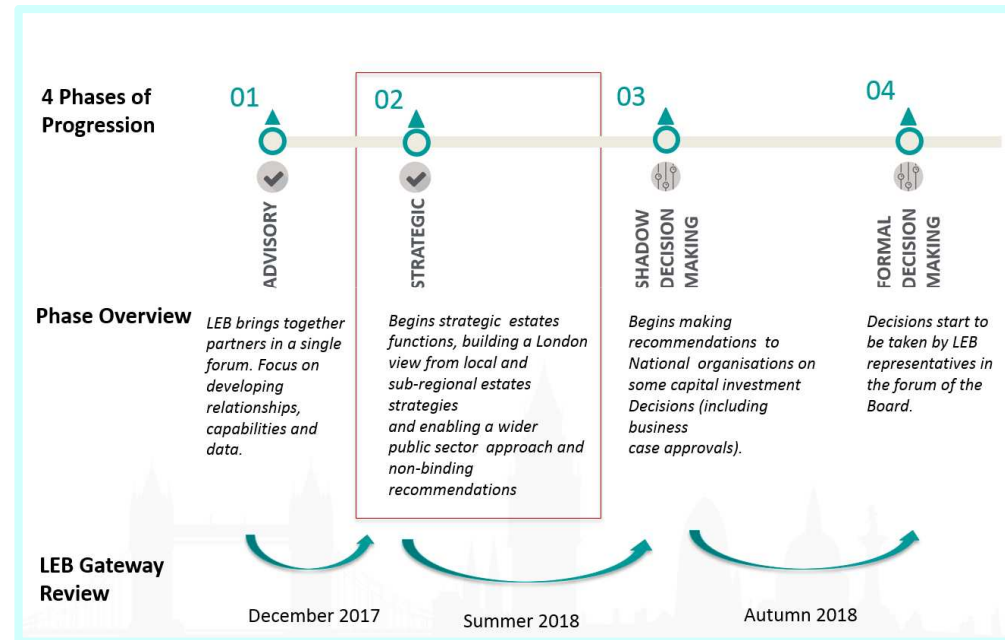 4 Phases of
Progression
01
02
03
04
ADVISORY
STRATEGIC
SHADOW
DECISION
MAKING
FORMAL
DECISION
MAKING
Phase Overview
LEB brings together
partners in a single
forum. Focus on
developing
relationships,
capabilities and
data.
Begins strategic estates
functions, building a London
view from local and
sub-regional estates
strategies
and enabling a wider
public sector approach and
non-binding
recommendations
Begins making
recommendations to
National organisations on
some capital investment
Decisions (including
business
case approvals).
Decisions start to
be taken by LEB
representatives in
the forum of the
Board.
LEB Gateway
Review
December 2017
Summer 2018
Autumn 2018